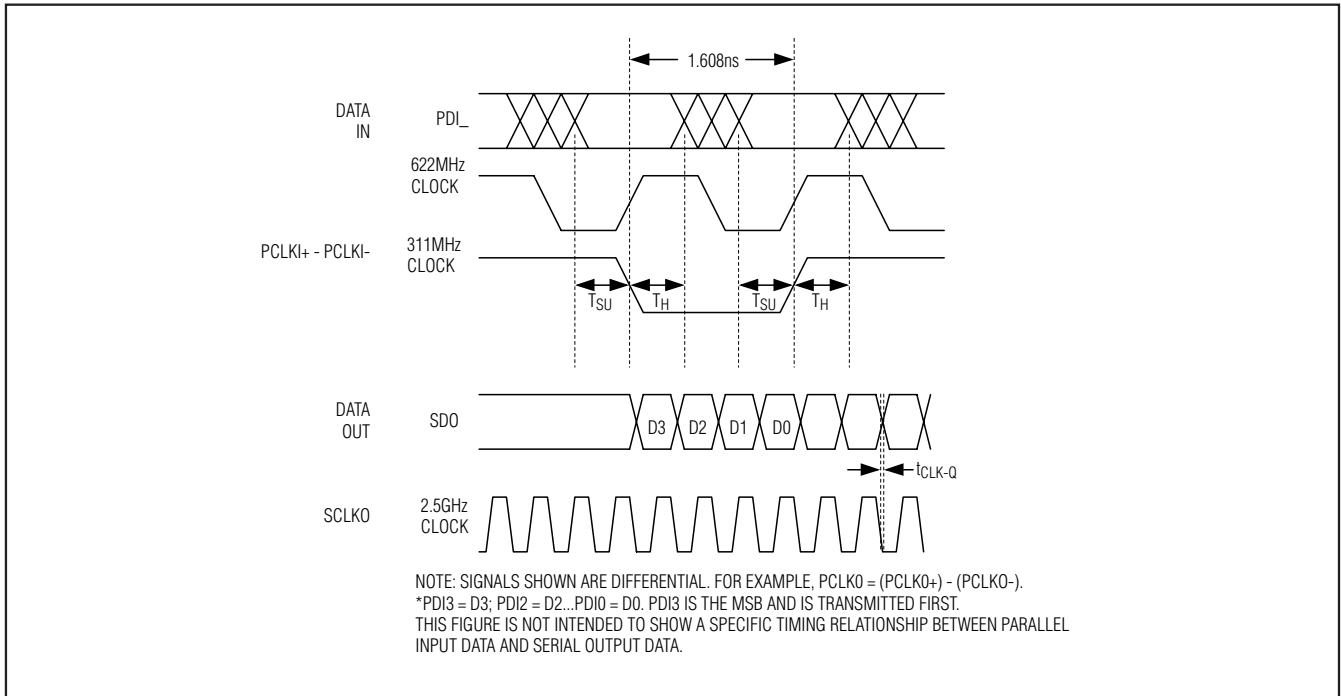 1.608ns
DATA
IN
PDI_
622MHz
CLOCK
PCLKI+ - PCLKI-
311MHz
CLOCK
TSU
TH
TSU
TH
DATA
OUT
SDO
D3
D2
D1
D0
tCLK-Q
SCLKO
2.5GHz
CLOCK
NOTE: SIGNALS SHOWN ARE DIFFERENTIAL. FOR EXAMPLE, PCLKO = (PCLKO+) - (PCLKO-).
*PDI3 = D3; PDI2 = D2...PDI0 = D0. PDI3 IS THE MSB AND IS TRANSMITTED FIRST.
THIS FIGURE IS NOT INTENDED TO SHOW A SPECIFIC TIMING RELATIONSHIP BETWEEN PARALLEL
INPUT DATA AND SERIAL OUTPUT DATA.